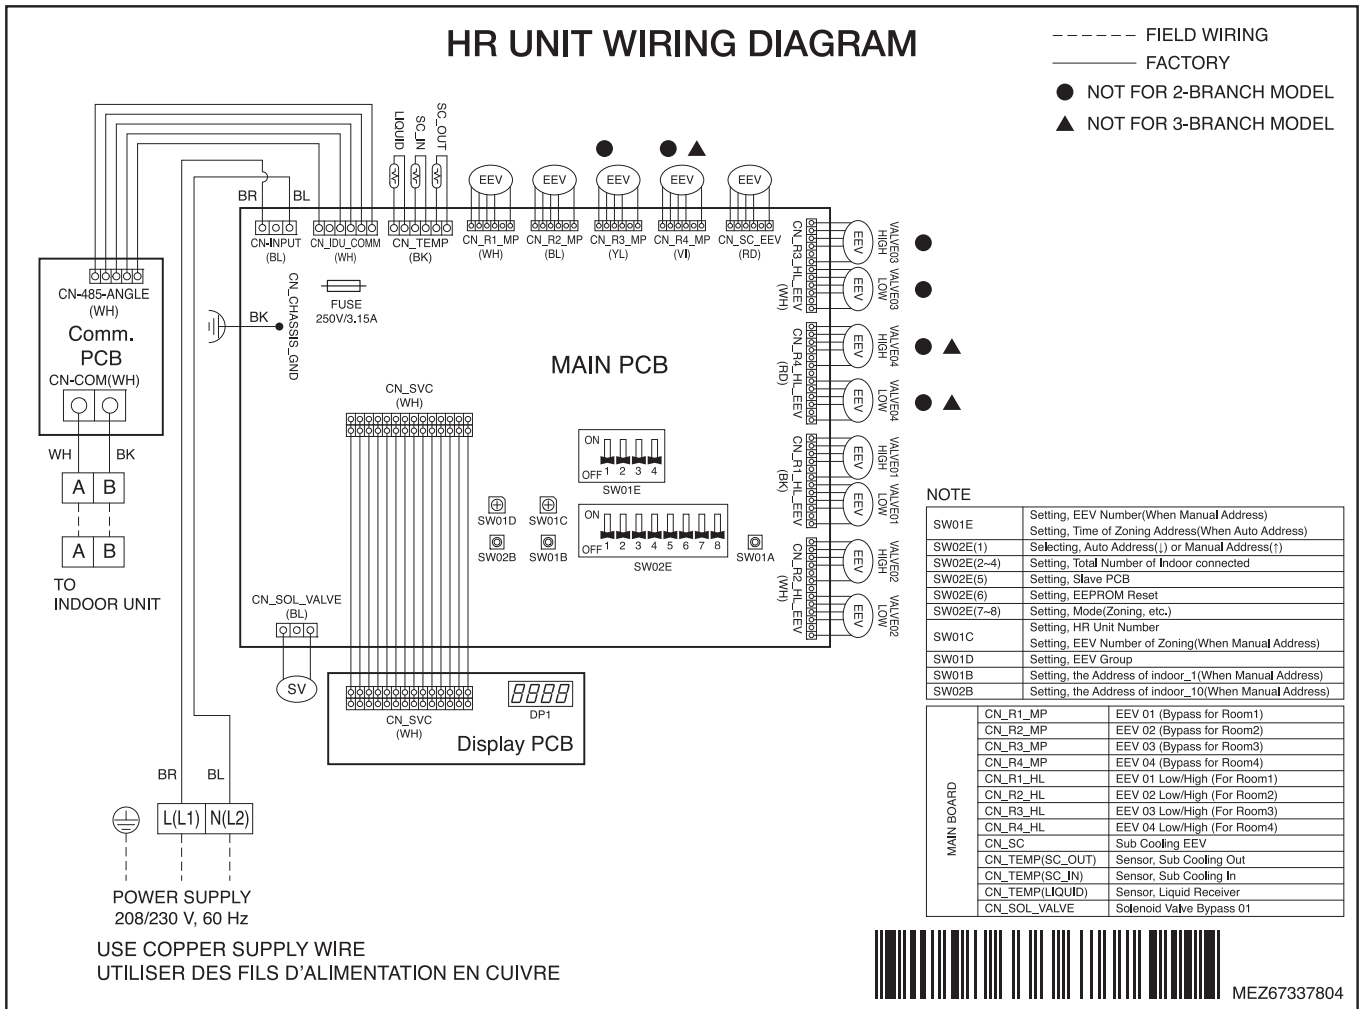 HR UNIT WIRING DIAGRAM
FIELD WIRING
FACTORY
NOT FOR 2-BRANCH MODEL
NOT FOR 3-BRANCH MODEL
LIQUID
SC_IN
SC_OUT
EEV
EEV
EEV
EEV
EEV
BR
BL
CN-INPUT
(BL)
CN_IDU_COMM
(WH)
CN_TEMP
(BK)
CN_R1_MP
(WH)
CN_R2_MP
(BL)
CN_R3_MP
(YL)
CN_R4_MP
(VI)
CN_SC_EEV
(RD)
CN_R3_HL_EEV
(WH)
EEV
HIGH
VALVE03
EEV
LOW
VALVE03
CN_R4_HL_EEV
(RD)
EEV
HIGH
VALVE04
EEV
LOW
VALVE04
CN_R1_HL_EEV
(BK)
EEV
HIGH
VALVE01
EEV
LOW
VALVE01
CN_R2_HL_EEV
(WH)
EEV
HIGH
VALVE02
EEV
LOW
VALVE02
CN-485-ANGLE
(WH)
Comm.
PCB
CN-COM(WH)
WH
BK
A B
A B
TO
INDOOR UNIT
BK
CN_CHASSIS_GND
FUSE
250V/3.15A
MAIN PCB
CN_SVC
(WH)
ON
OFF 1 2 3 4
SW01E
SW01D
SW01C
SW02B
SW01B
ON
OFF 1 2 3 4 5 6 7 8
SW02E
SW01A
CN_SOL_VALVE
(BL)
SV
CN_SVC
(WH)
8888
DP1
Display PCB
BR
BL
L(L1) N(L2)
POWER SUPPLY
208/230 V, 60 Hz
USE COPPER SUPPLY WIRE
UTILISER DES FILS D'ALIMENTATION EN CUIVRE
NOTE
SW01E Setting, EEV Number(When Manual Address)
Setting, Time of Zoning Address(When Auto Address)
SW02E(1) Selecting, Auto Address(↓) or Manual Address(↑)
SW02E(2~4) Setting, Total Number of Indoor connected
SW02E(5) Setting, Slave PCB
SW02E(6) Setting, EEPROM Reset
SW02E(7~8) Setting, Mode(Zoning, etc.)
SW01C Setting, HR Unit Number
Setting, EEV Number of Zoning(When Manual Address)
SW01D Setting, EEV Group
SW01B Setting, the Address of indoor_1(When Manual Address)
SW02B Setting, the Address of indoor_10(When Manual Address)
MAIN BOARD
CN_R1_MP EEV 01 (Bypass for Room1)
CN_R2_MP EEV 02 (Bypass for Room2)
CN_R3_MP EEV 03 (Bypass for Room3)
CN_R4_MP EEV 04 (Bypass for Room4)
CN_R1_HL EEV 01 Low/High (For Room1)
CN_R2_HL EEV 02 Low/High (For Room2)
CN_R3_HL EEV 03 Low/High (For Room3)
CN_R4_HL EEV 04 Low/High (For Room4)
CN_SC Sub Cooling EEV
CN_TEMP(SC_OUT) Sensor, Sub Cooling Out
CN_TEMP(SC_IN) Sensor, Sub Cooling In
CN_TEMP(LIQUID) Sensor, Liquid Receiver
CN_SOL_VALVE Solenoid Valve Bypass 01
MEZ67337804